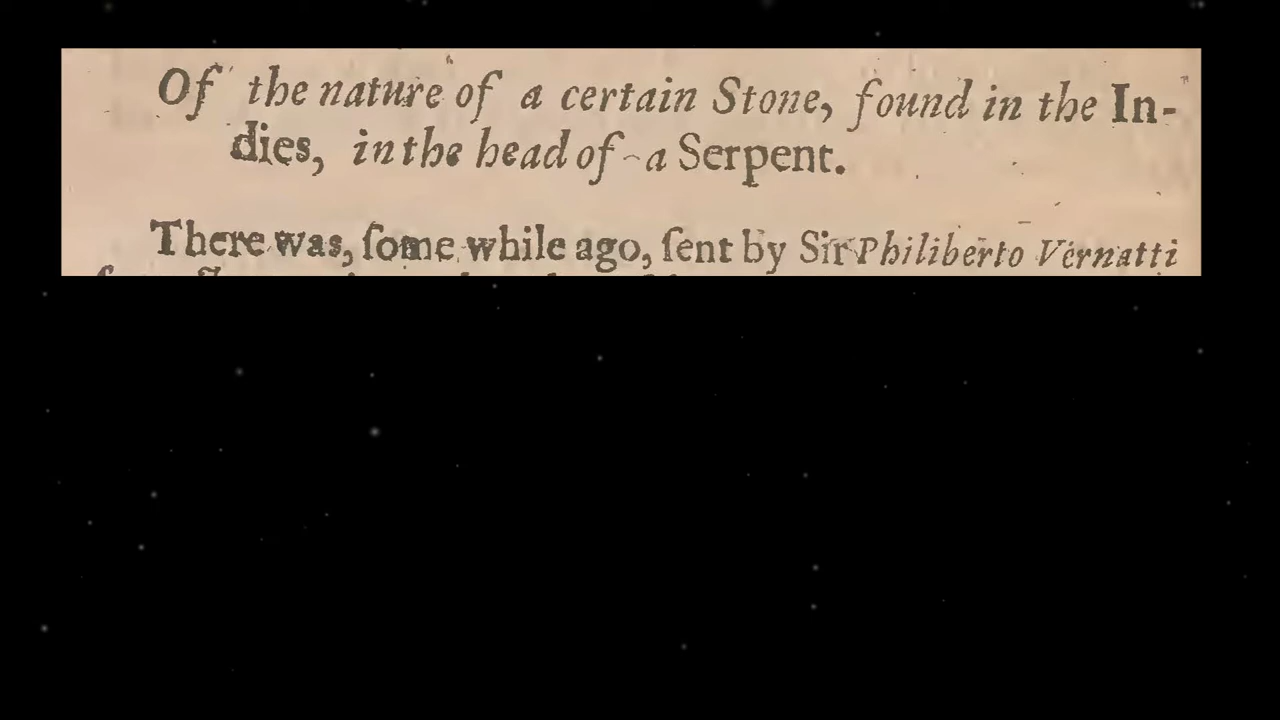 Of the nature of a certain Stone, found in the In-
dies, in the head of a Serpent.
There was, ſome while ago, ſent by Sir Philiberto Vernatti